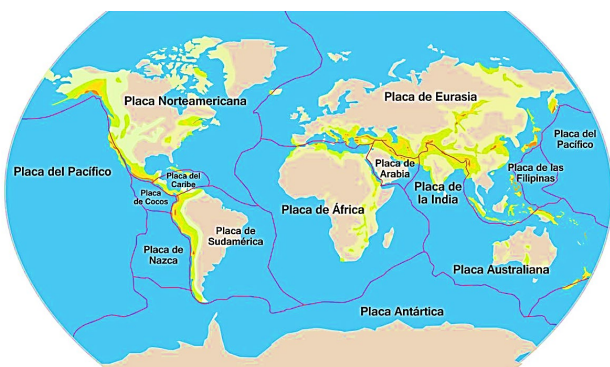 Placa Norteamericana
Placa de Eurasia
Placa del
Pacífico
Placa del Pacífico
Placa del
Caribe
Placa
de Cocos
Placa de
Arabia
Placa de las
Filipinas
Placa de
la India
Placa de África
Placa de
Sudamérica
Placa de
Nazca
Placa Australiana
Placa Antártica